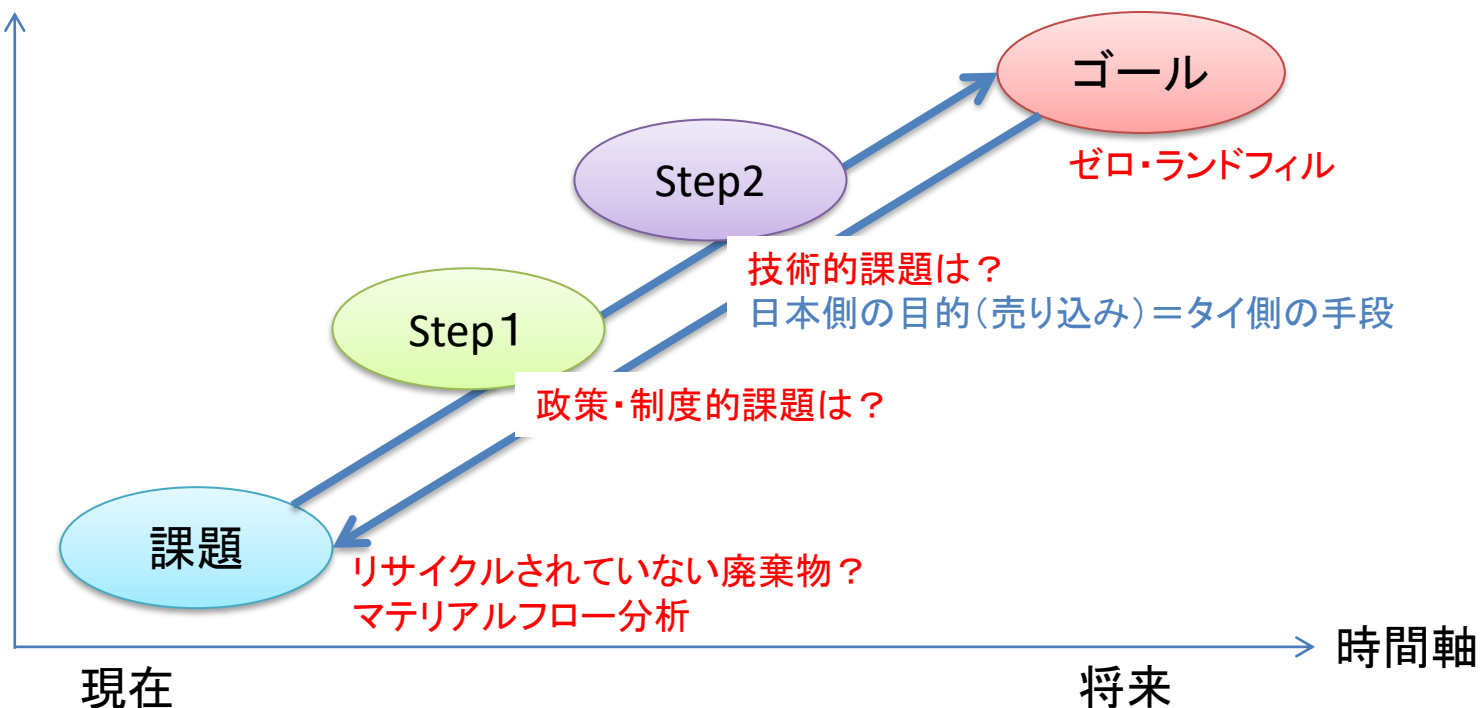 ゴール
ゼロ・ランドフィル
Step2
技術的課題は？
日本側の目的（売り込み）＝タイ側の手段
Step１
政策・制度的課題は？
課題
リサイクルされていない廃棄物？
マテリアルフロー分析
時間軸
現在
将来